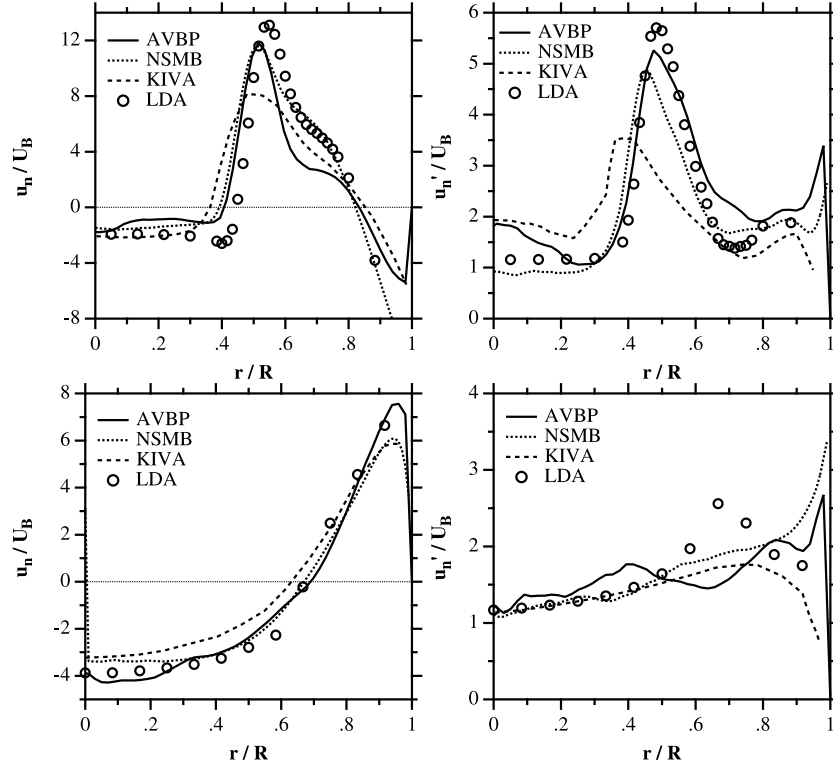 12
8
4
0
-4
-8
u_n / U_B
AVBP
NSMB
KIVA
LDA
0 .2 .4 .6 .8 1
r / R
6
5
4
3
2
1
0
u_n' / U_B
AVBP
NSMB
KIVA
LDA
0 .2 .4 .6 .8 1
r / R
8
6
4
2
0
-2
-4
u_n / U_B
AVBP
NSMB
KIVA
LDA
0 .2 .4 .6 .8 1
r / R
4
3
2
1
0
u_n' / U_B
AVBP
NSMB
KIVA
LDA
0 .2 .4 .6 .8 1
r / R